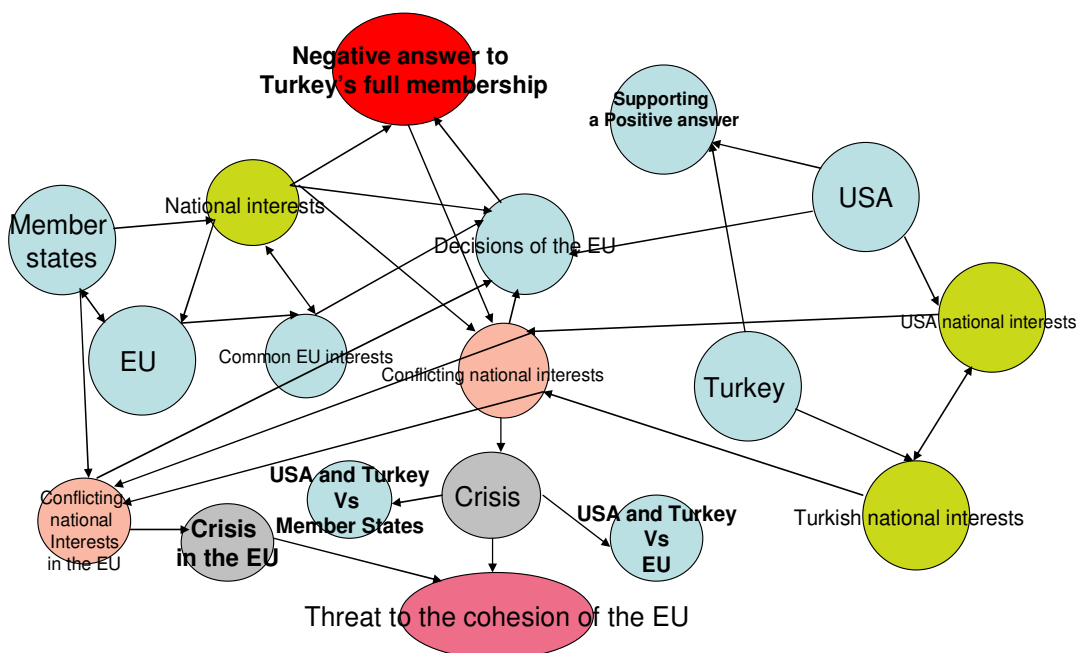 Negative answer to
Turkey's full membership
Supporting
a Positive answer
USA
National interests
Member
states
Decisions of the EU
USA national interests
EU
Common EU interests
Conflicting national interests
Turkey
USA and Turkey
Vs
Member States
Crisis
Conflicting
national
Interests
in the EU
Crisis
in the EU
USA and Turkey
Vs
EU
Turkish national interests
Threat to the cohesion of the EU